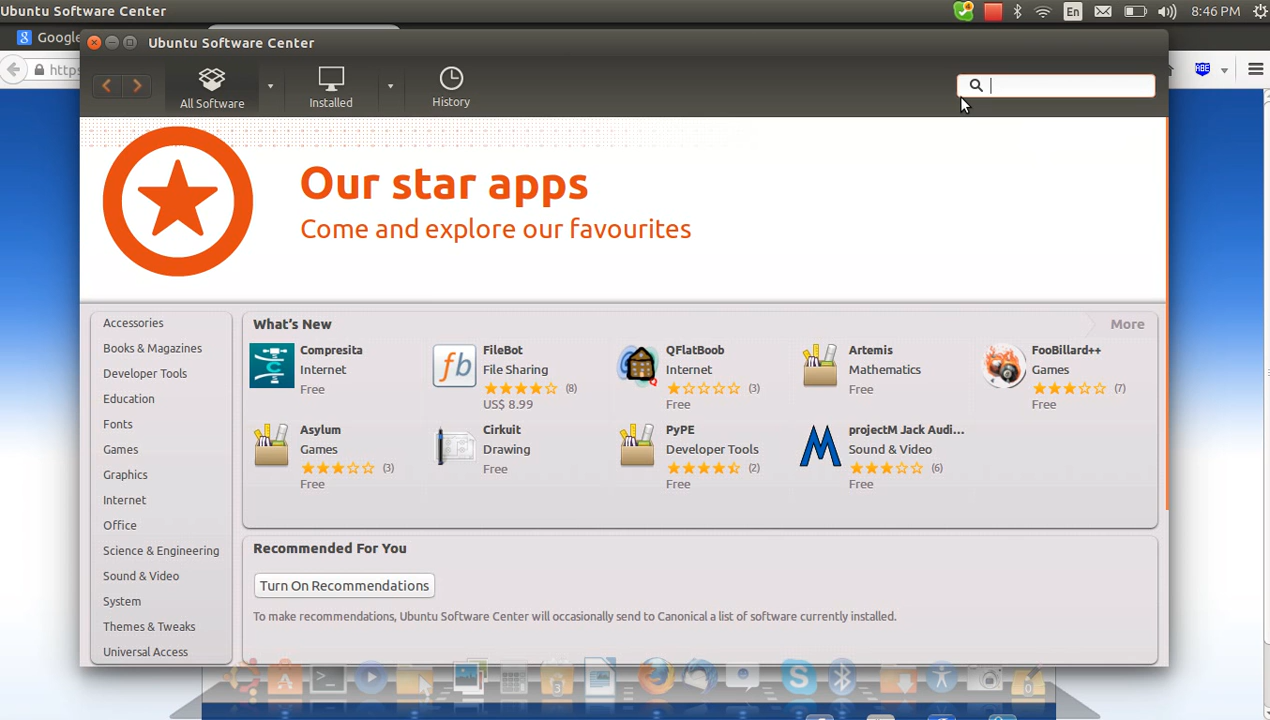 Ubuntu Software Center
En
8:46 PM
Google
https
ABE
Ubuntu Software Center
All Software
Installed
History
Our star apps
Come and explore our favourites
Accessories
Books & Magazines
Developer Tools
Education
Fonts
Games
Graphics
Internet
Office
Science & Engineering
Sound & Video
System
Themes & Tweaks
Universal Access
What's New
More
Compresita
Internet
Free
FileBot
File Sharing
(8)
US$ 8.99
QFlatBoob
Internet
(3)
Free
Artemis
Mathematics
Free
FooBillard++
Games
(7)
Free
Asylum
Games
(3)
Free
Cirkuit
Drawing
Free
PyPE
Developer Tools
(2)
Free
projectM Jack Audi...
Sound & Video
(6)
Free
Recommended For You
Turn On Recommendations
To make recommendations, Ubuntu Software Center will occasionally send to Canonical a list of software currently installed.